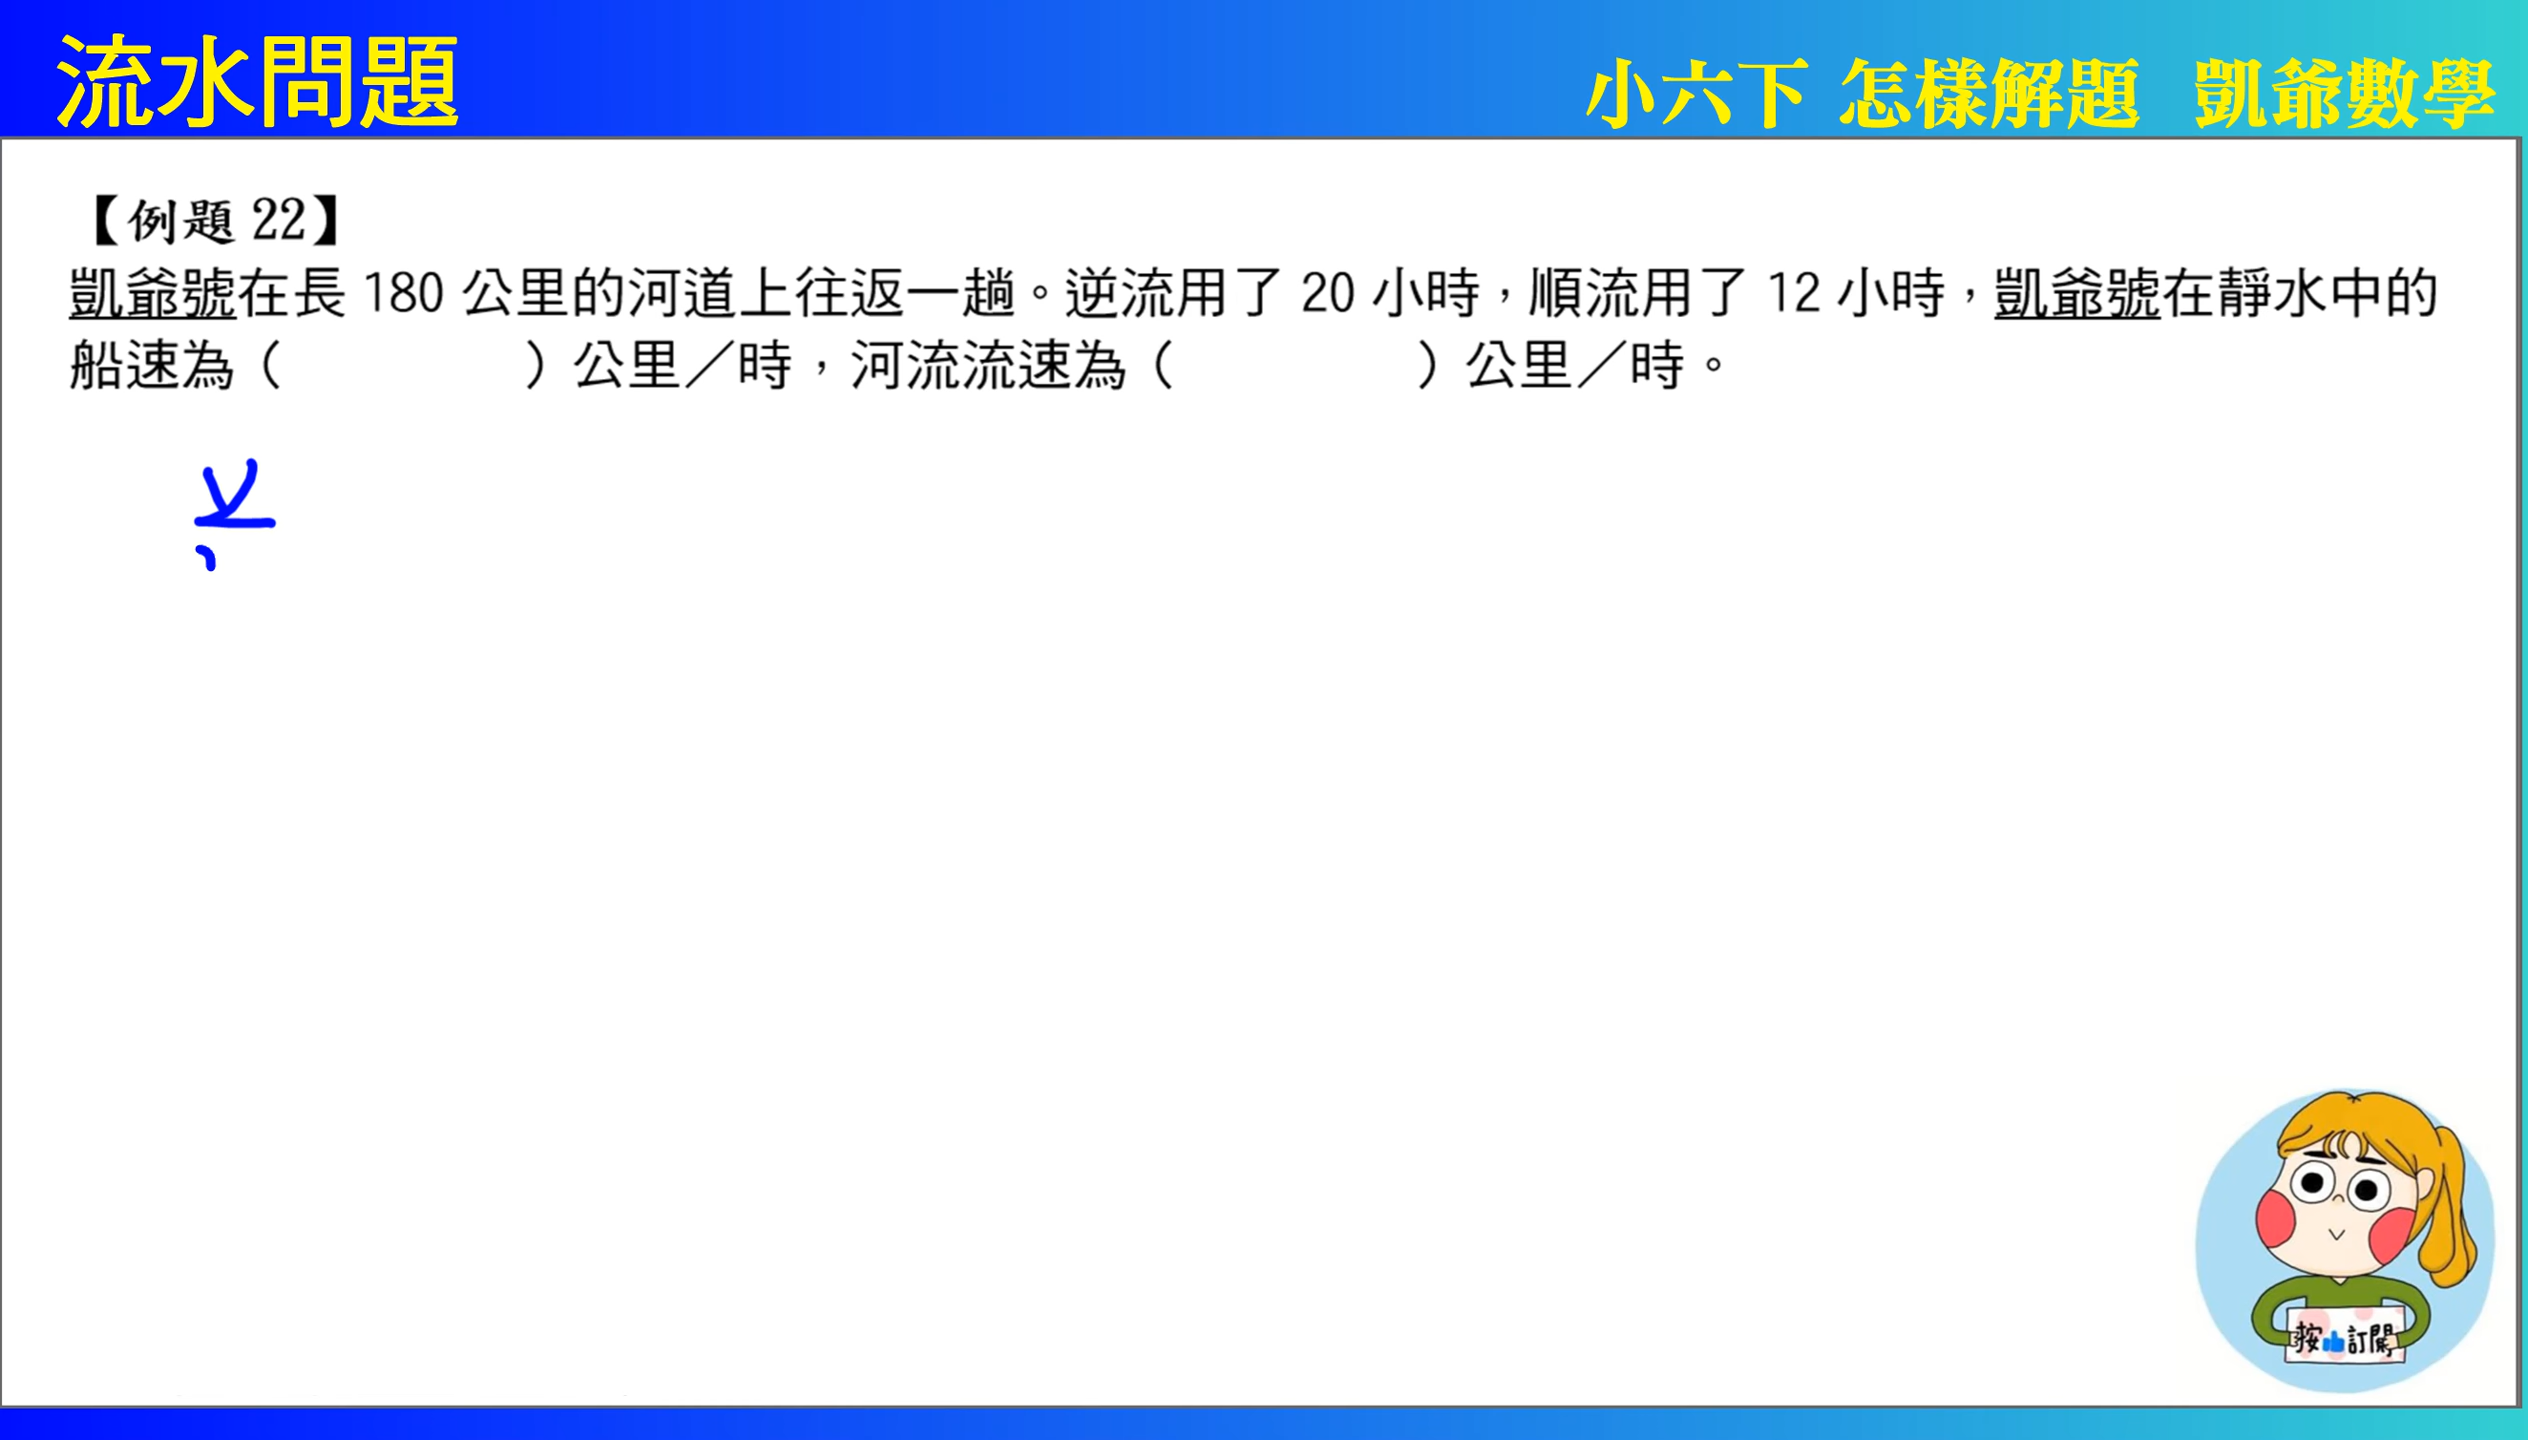 流水問題
小六下 怎樣解題 凱爺數學
【例題 22】
凱爺號在長 180 公里的河道上往返一趟。逆流用了 20 小時，順流用了 12 小時，凱爺號在靜水中的
船速為（ ）公里／時，河流流速為（ ）公里／時。
按訂閱